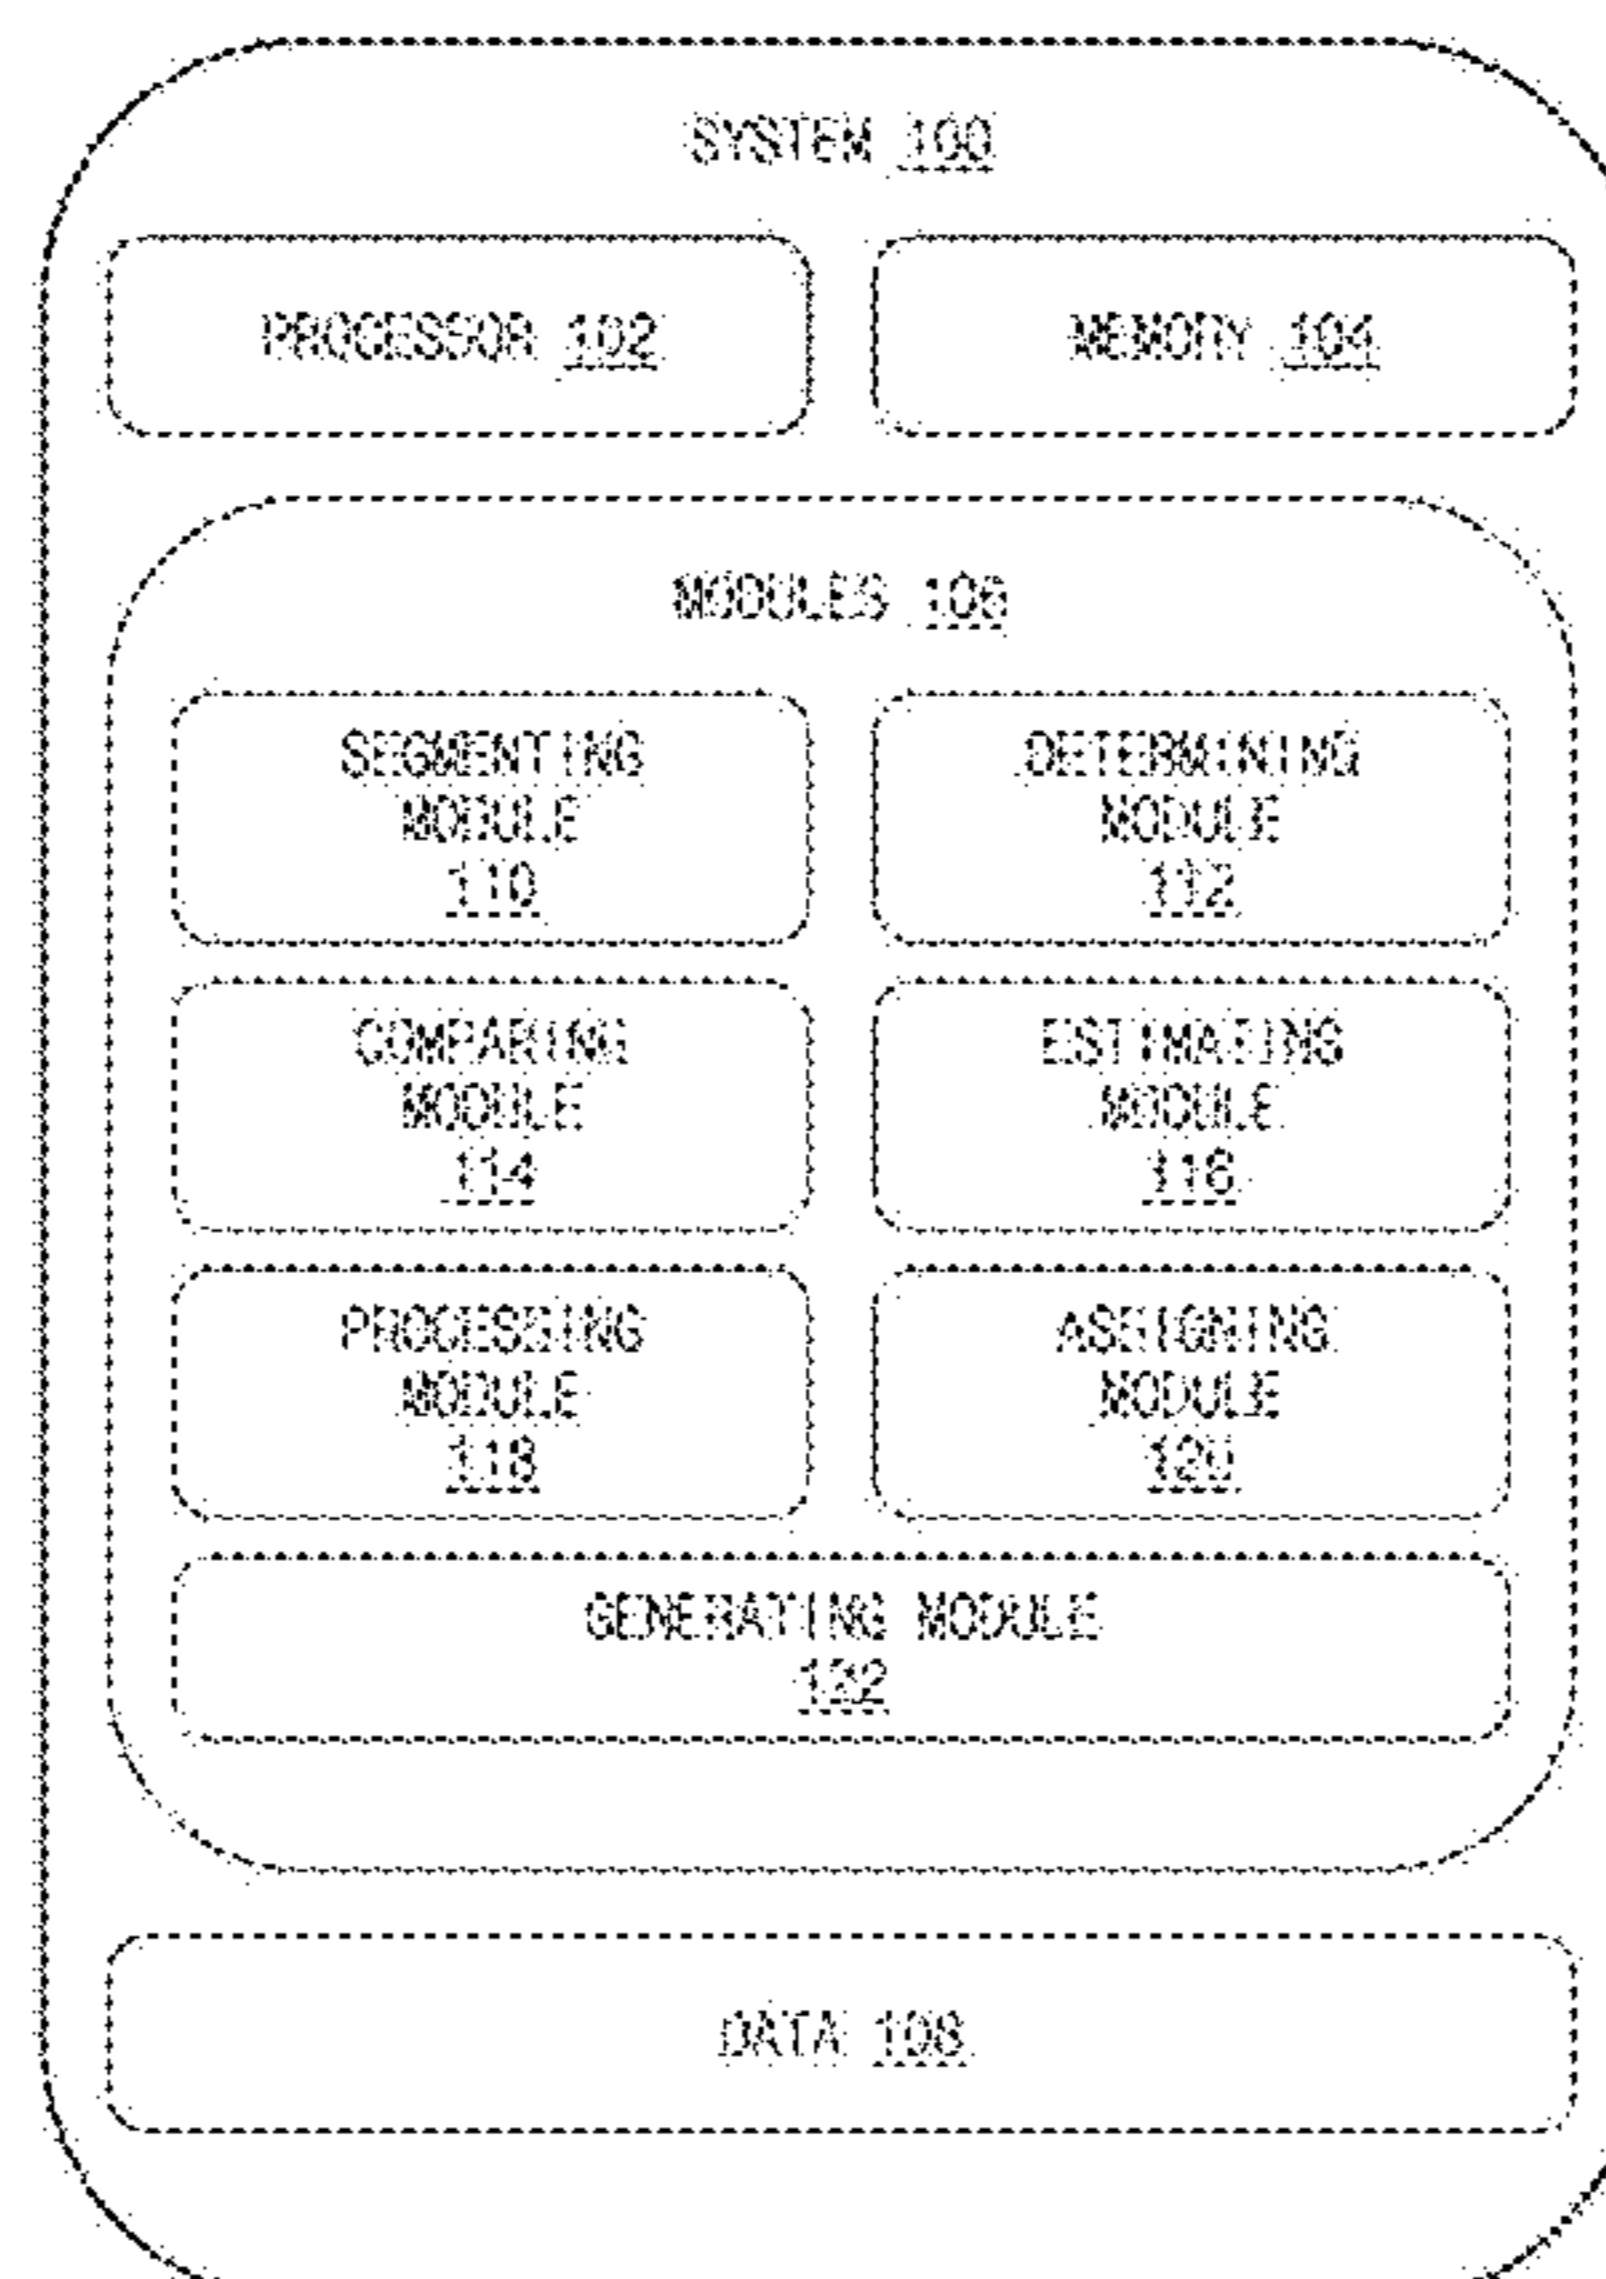 SYSTEM 100
PROCESSOR 102
MEMORY 104
MODULES 106
SEGMENTING
MODULE
110
DETERMINING
MODULE
112
COMPARING
MODULE
114
ESTIMATING
MODULE
116
PROCESSING
MODULE
118
ASSIGNING
MODULE
120
GENERATING MODULE
122
DATA 108